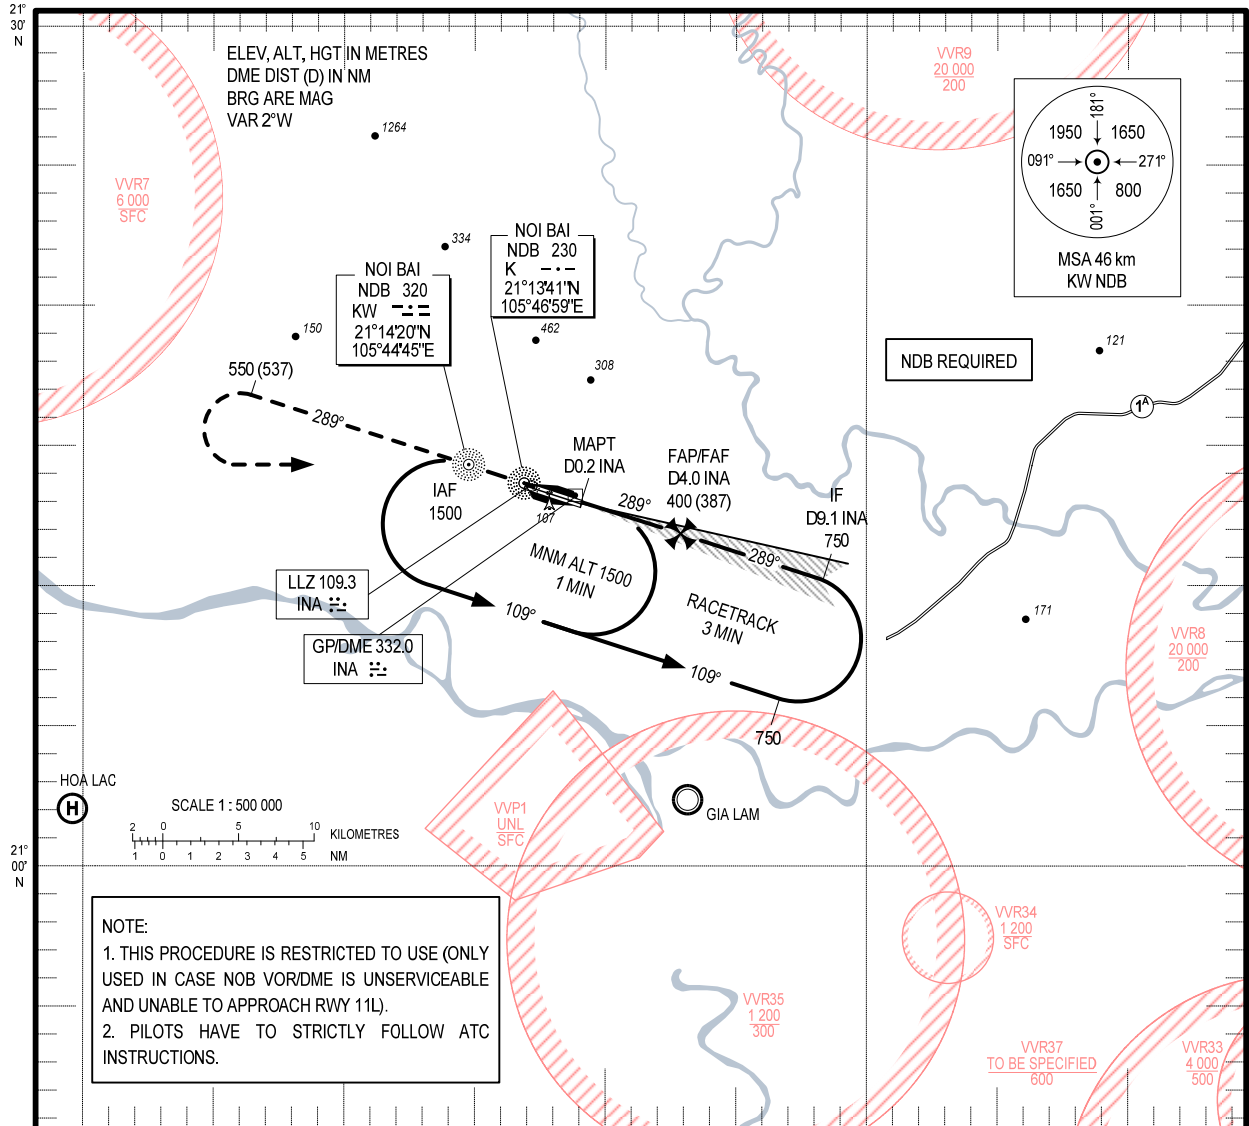 21°
30'
N
ELEV, ALT, HGT IN METRES
DME DIST (D) IN NM
BRG ARE MAG
VAR 2°W
1264
VVR7
6 000
SFC
VVR9
20 000
200
181°
1950
1650
091°
271°
1650
800
001°
MSA 46 km
KW NDB
334
NOI BAI
NDB 230
K
21°13'41"N
105°46'59"E
NOI BAI
NDB 320
KW
21°14'20"N
105°44'45"E
150
462
308
121
NDB REQUIRED
1A
550 (537)
289°
MAPT
D0.2 INA
FAP/FAF
D4.0 INA
400 (387)
IAF
1500
107
289°
IF
D9.1 INA
750
289°
MNM ALT 1500
1 MIN
LLZ 109.3
INA
109°
RACETRACK
3 MIN
171
GP/DME 332.0
INA
109°
VVR8
20 000
200
750
HOA LAC
H
SCALE 1 : 500 000
2 0 5 10 KILOMETRES
1 0 1 2 3 4 5 NM
VVP1
UNL
SFC
GIA LAM
21°
00'
N
NOTE:
1. THIS PROCEDURE IS RESTRICTED TO USE (ONLY
USED IN CASE NOB VOR/DME IS UNSERVICEABLE
AND UNABLE TO APPROACH RWY 11L).
2. PILOTS HAVE TO STRICTLY FOLLOW ATC
INSTRUCTIONS.
VVR34
1 200
SFC
VVR35
1 200
300
VVR37
TO BE SPECIFIED
600
VVR33
4 000
500